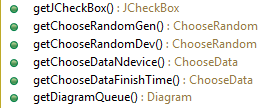 getJCheckBox() : JCheckBox
getChooseRandomGen() : ChooseRandom
getChooseRandomDev() : ChooseRandom
getChooseDataNdevice() : ChooseData
getChooseDataFinishTime() : ChooseData
getDiagramQueue() : Diagram